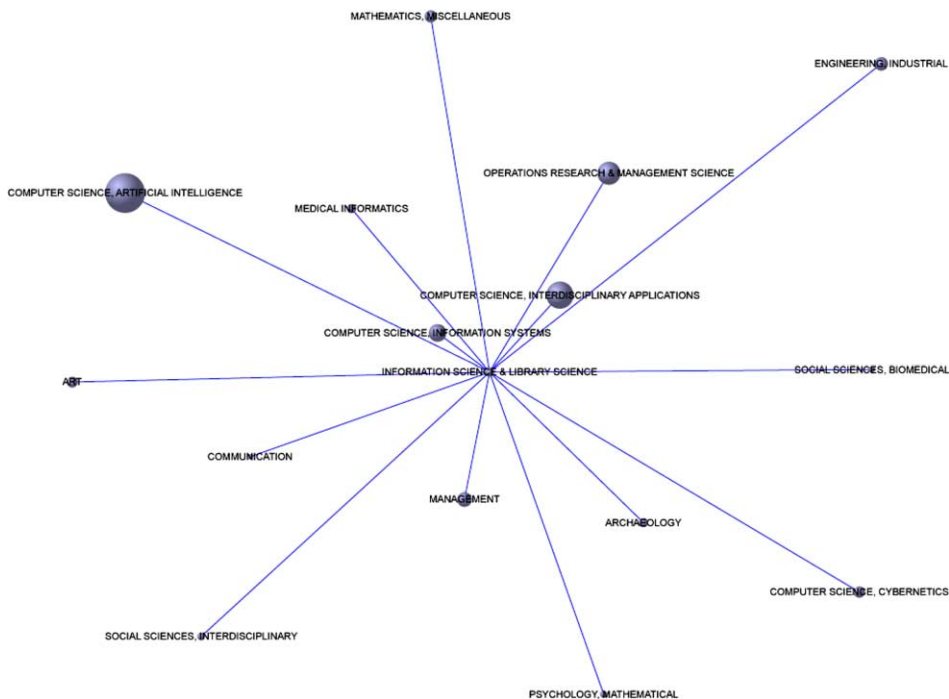 MATHEMATICS, MISCELLANEOUS
ENGINEERING, INDUSTRIAL
OPERATIONS RESEARCH & MANAGEMENT SCIENCE
COMPUTER SCIENCE, ARTIFICIAL INTELLIGENCE
MEDICAL INFORMATICS
COMPUTER SCIENCE, INTERDISCIPLINARY APPLICATIONS
COMPUTER SCIENCE, INFORMATION SYSTEMS
INFORMATION SCIENCE & LIBRARY SCIENCE
SOCIAL SCIENCES, BIOMEDICAL
ART
COMMUNICATION
MANAGEMENT
ARCHAEOLOGY
COMPUTER SCIENCE, CYBERNETICS
SOCIAL SCIENCES, INTERDISCIPLINARY
PSYCHOLOGY, MATHEMATICAL